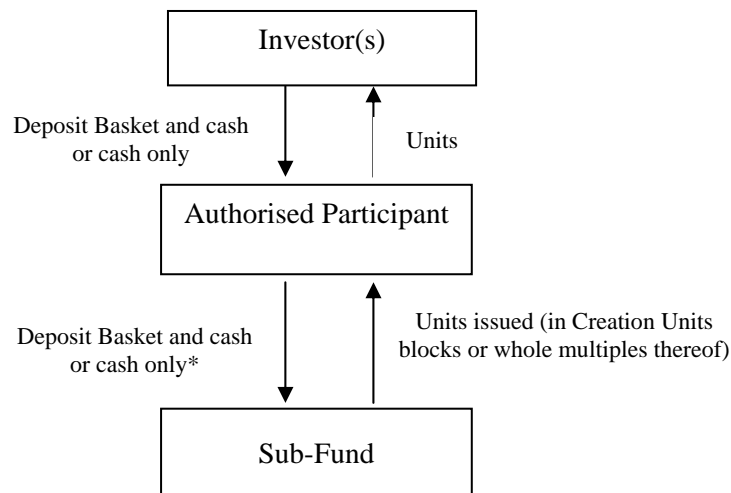 Investor(s)
Deposit Basket and cash
or cash only
Units
Authorised Participant
Deposit Basket and cash
or cash only*
Units issued (in Creation Units
blocks or whole multiples thereof)
Sub-Fund